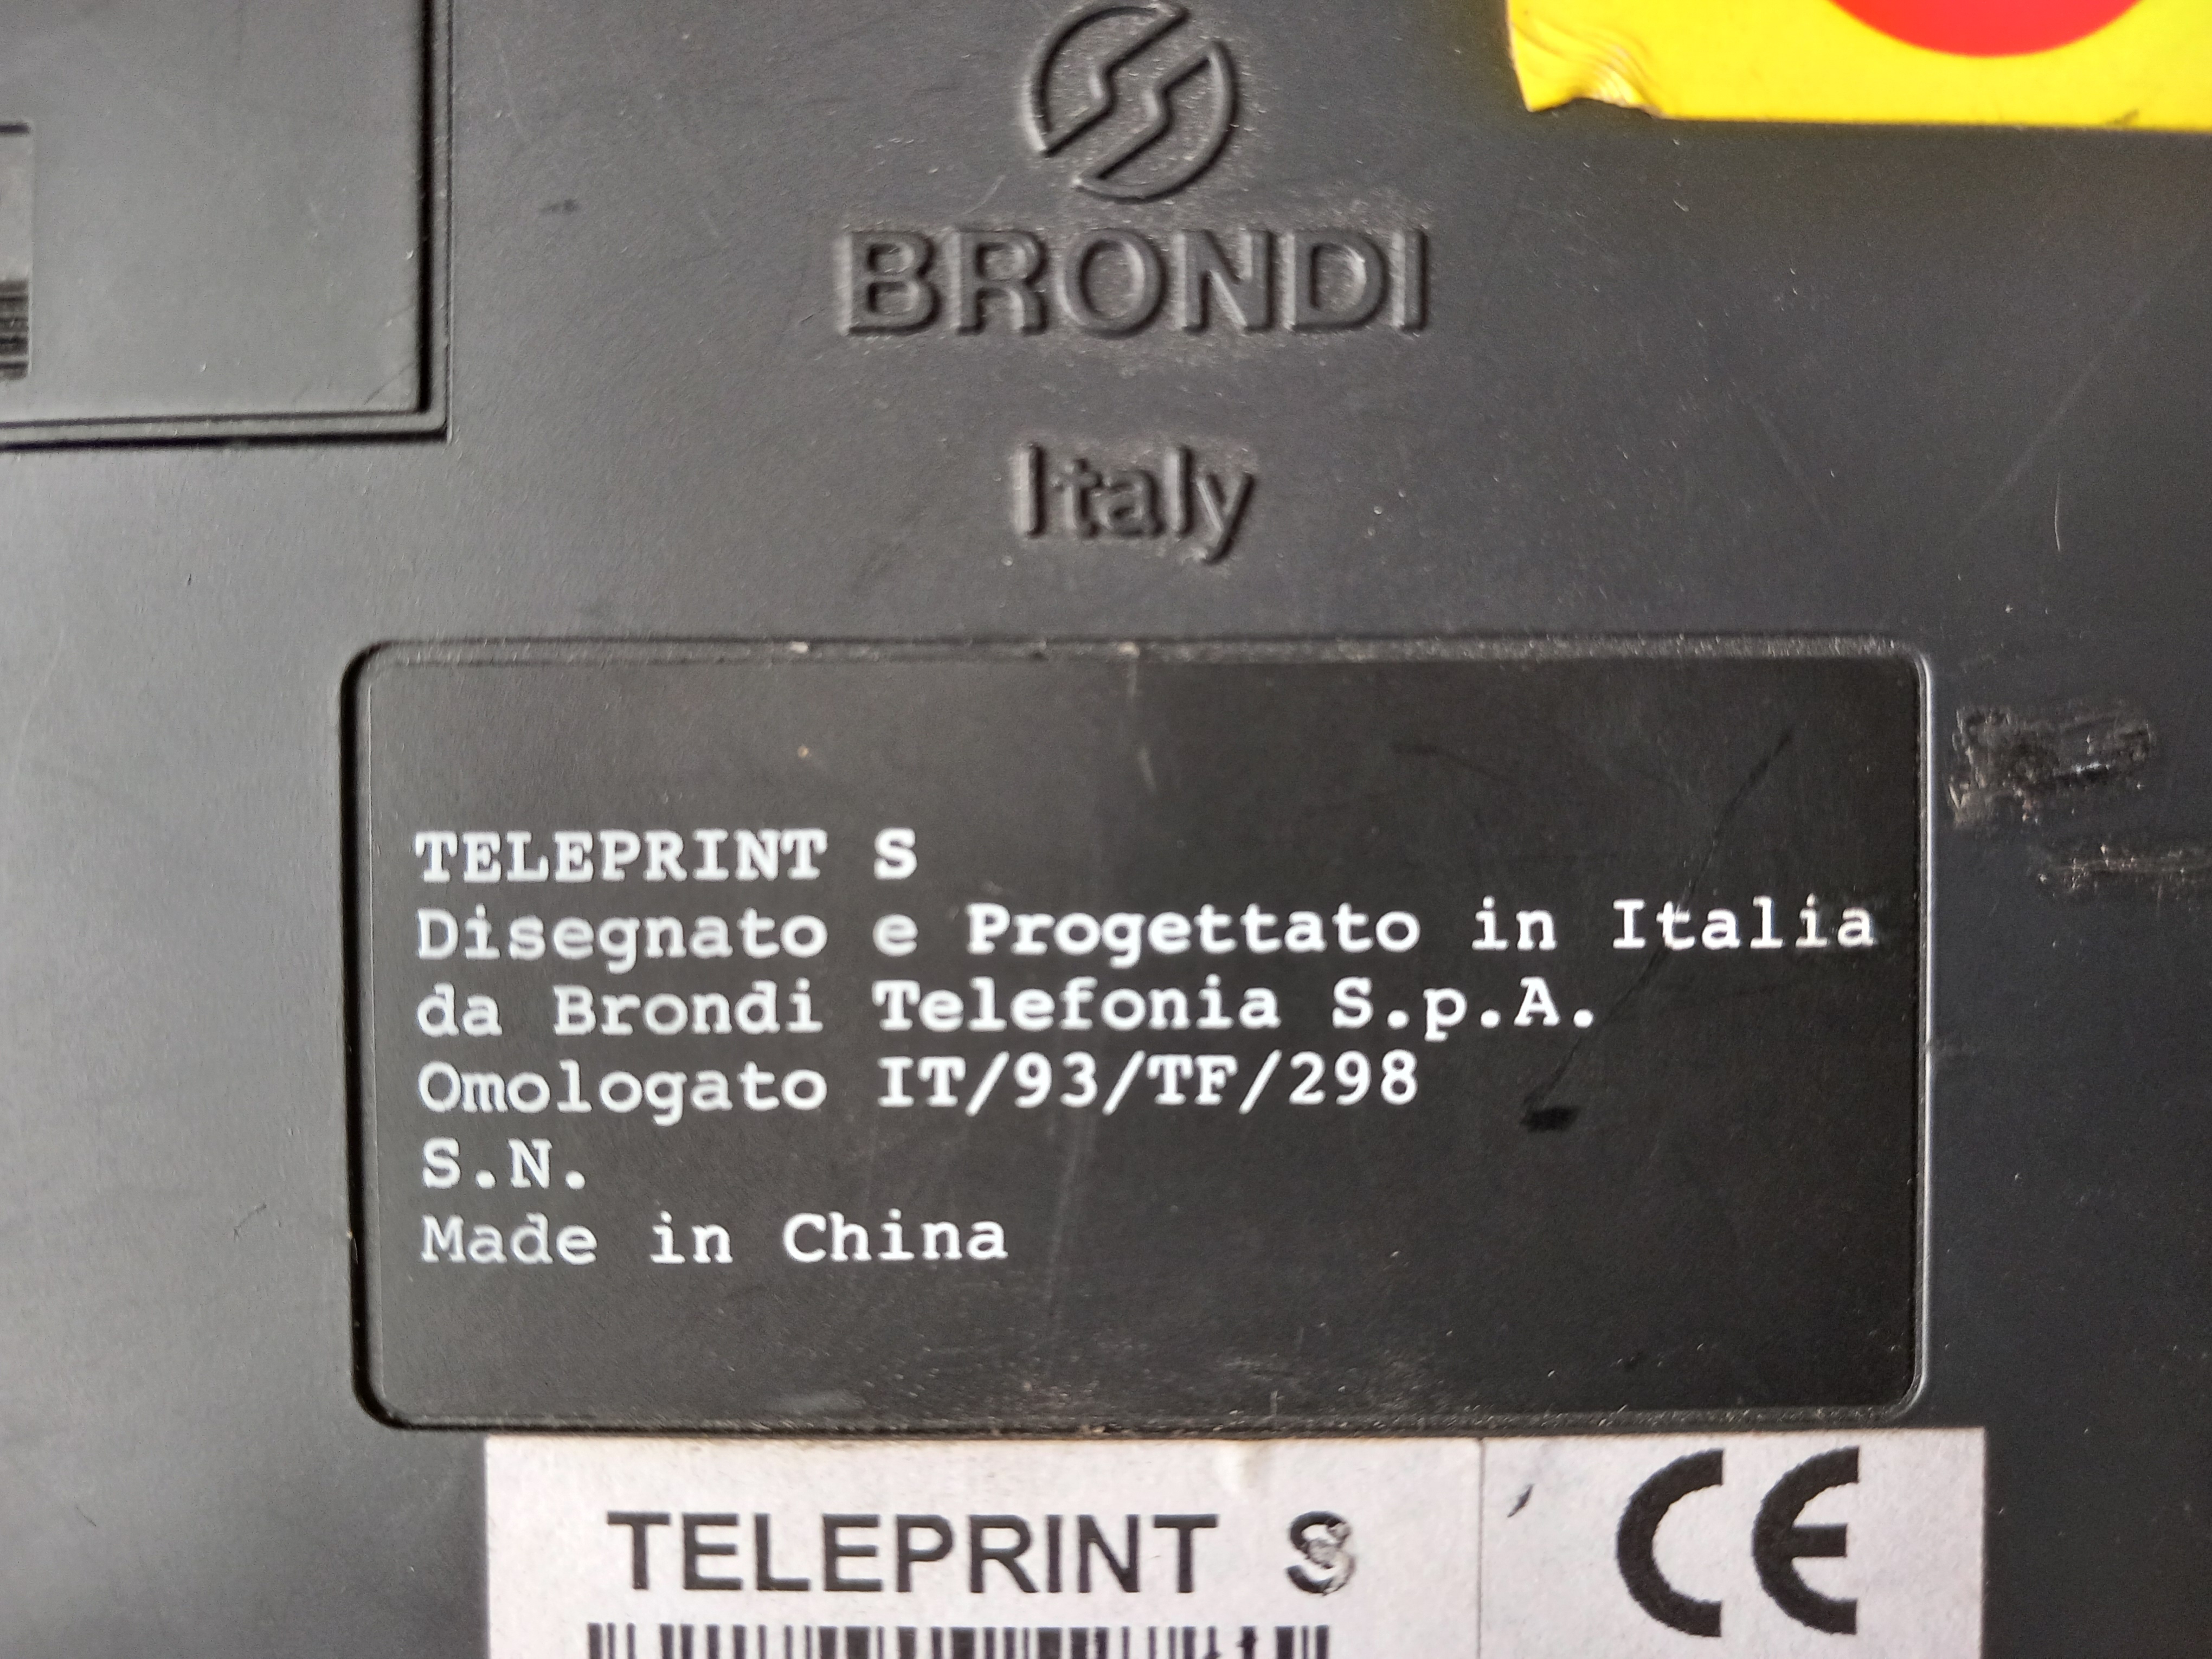 BRONDI
Italy
TELEPRINT S
Disegnato e Progettato in Italia
da Brondi Telefonia S.p.A.
Omologato IT/93/TF/298
S.N.
Made in China
TELEPRINT S
CE